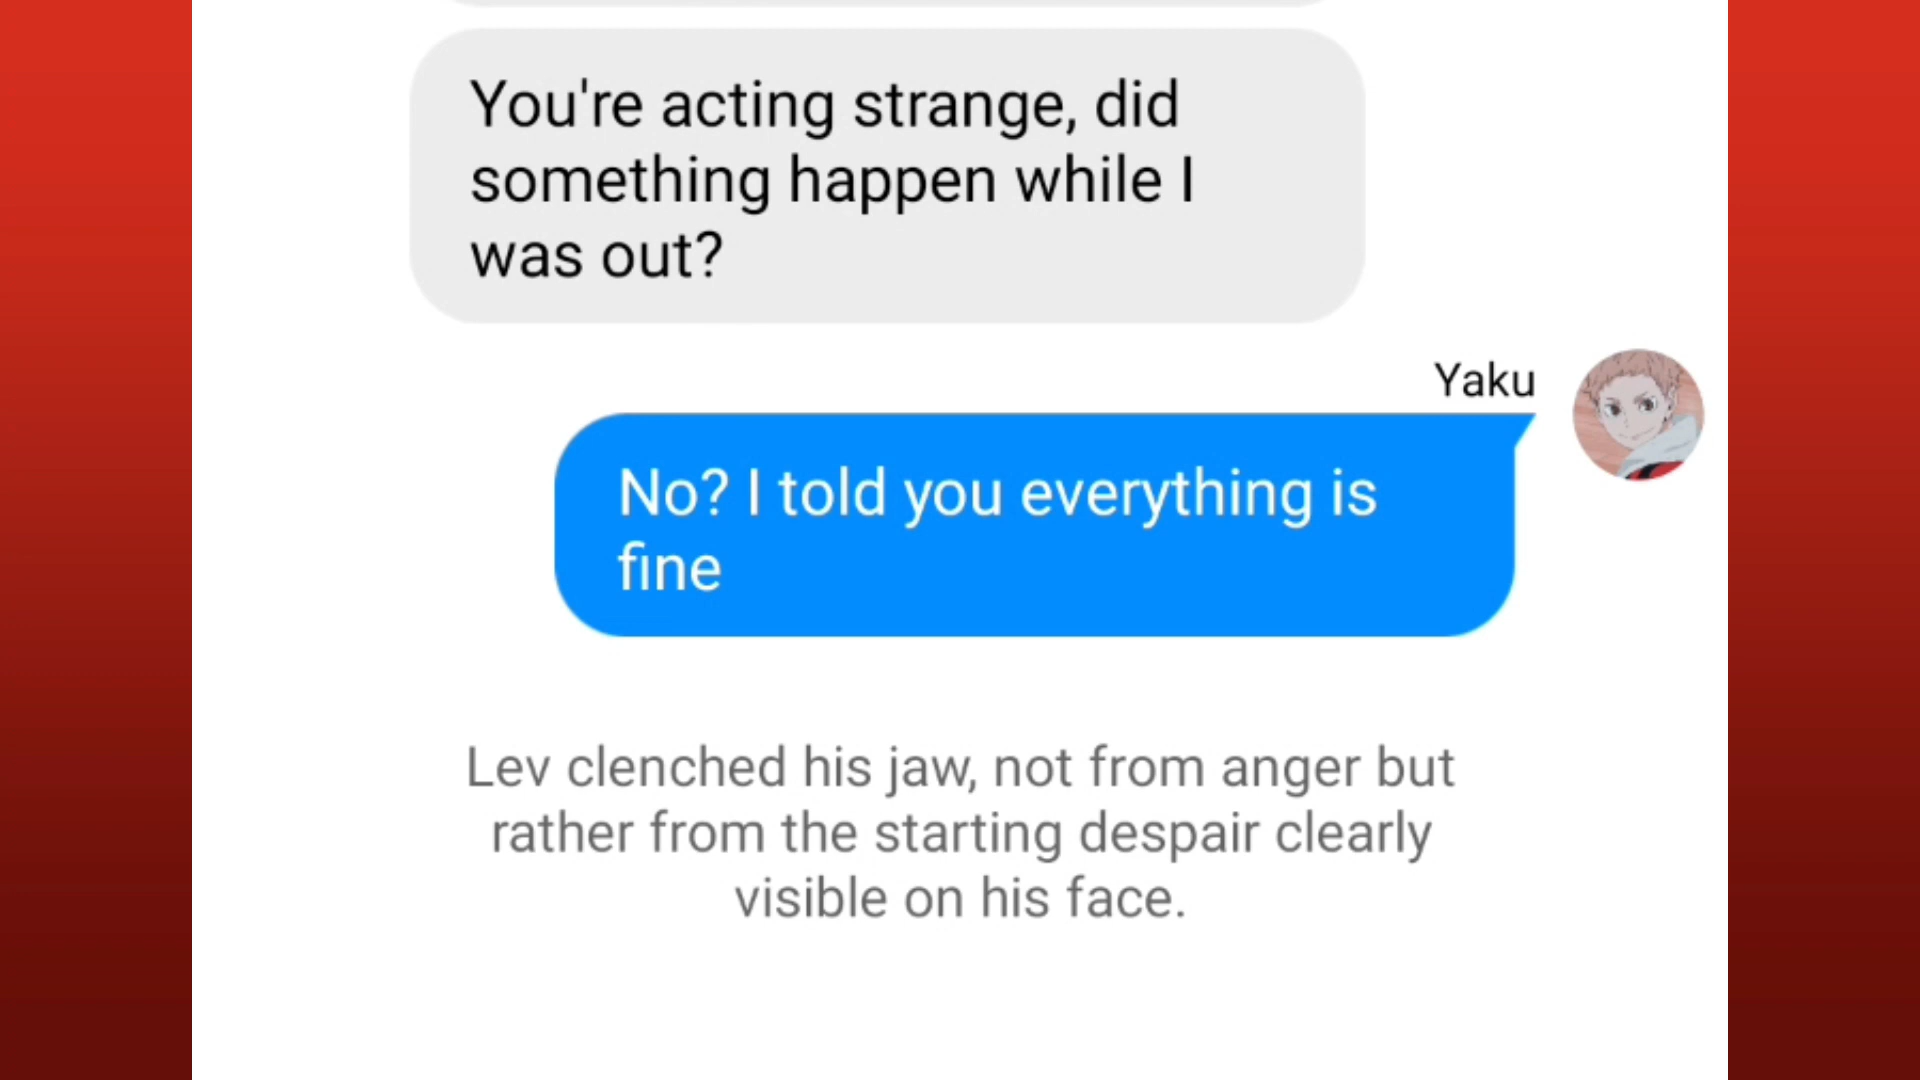 You're acting strange, did
something happen while I
was out?
Yaku
No? I told you everything is
fine
Lev clenched his jaw, not from anger but
rather from the starting despair clearly
visible on his face.